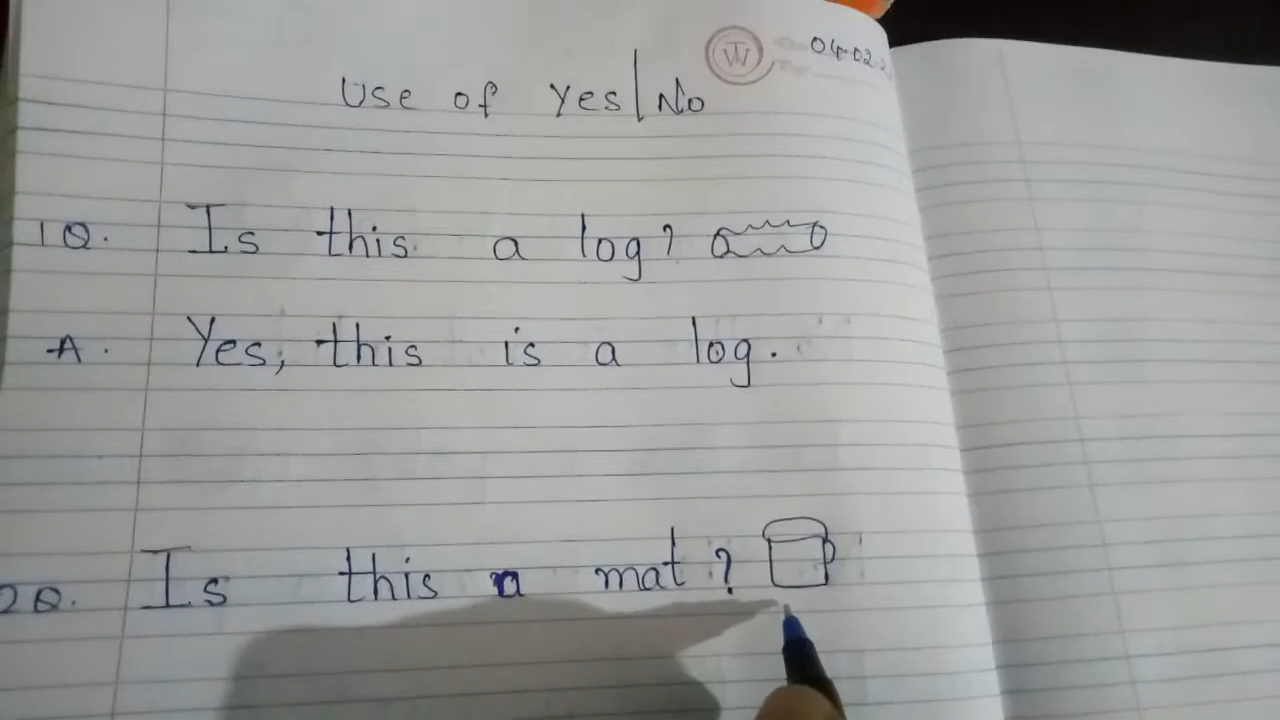 Use of Yes/No
1Q. Is this a log?
A. Yes, this is a log.
2Q. Is this a mat?